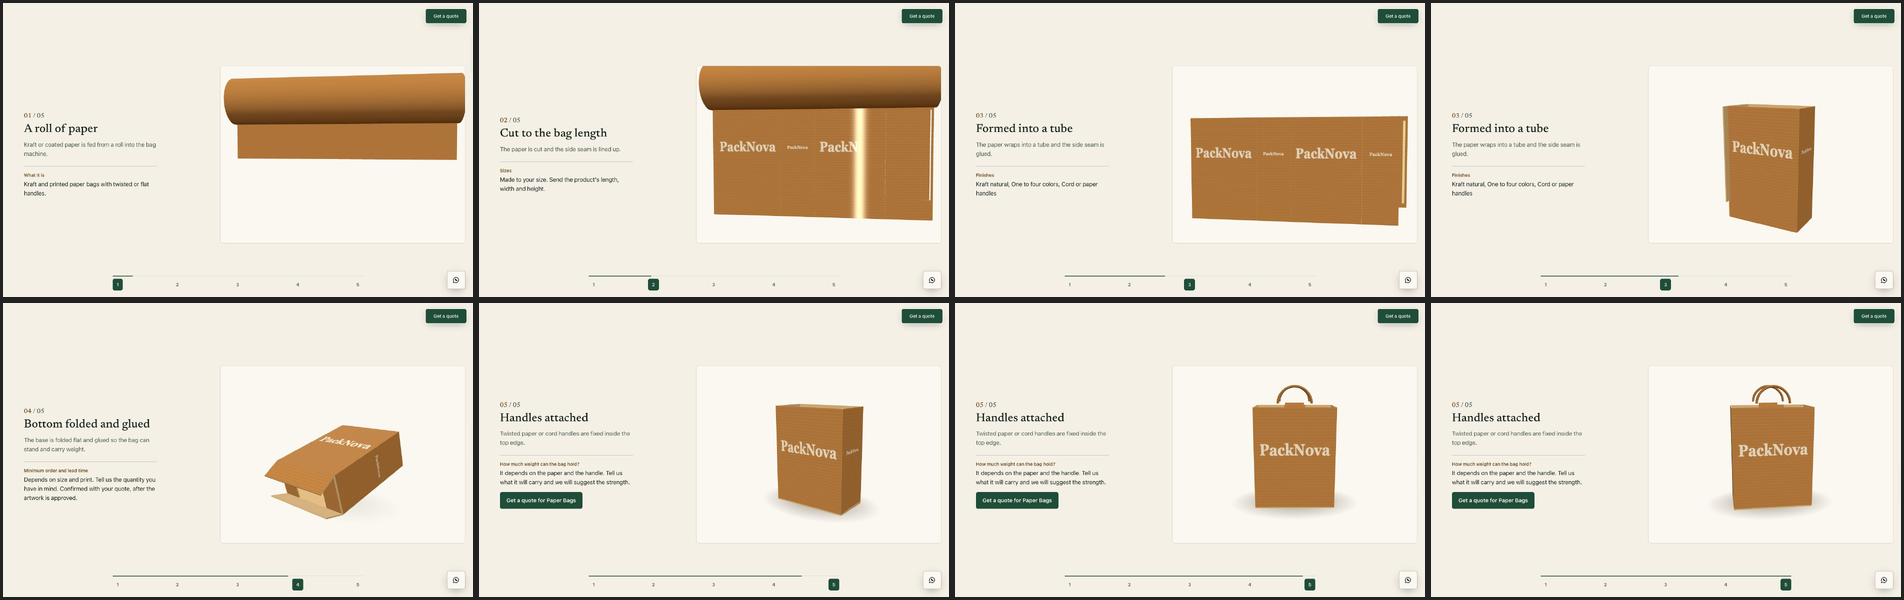 Get a quote
01 / 05
A roll of paper
Kraft or coated paper is fed from a roll into the bag
machine.
What it is
Kraft and printed paper bags with twisted or flat
handles.
1 2 3 4 5
Get a quote
02 / 05
Cut to the bag length
The paper is cut and the side seam is lined up.
Sizes
Made to your size. Send the product's length,
width and height.
PackNova PackNova PackN
1 2 3 4 5
Get a quote
03 / 05
Formed into a tube
The paper wraps into a tube and the side seam is
glued.
Finishes
Kraft natural, One to four colors, Cord or paper
handles
PackNova PackNova PackNova PackNova
1 2 3 4 5
Get a quote
03 / 05
Formed into a tube
The paper wraps into a tube and the side seam is
glued.
Finishes
Kraft natural, One to four colors, Cord or paper
handles
PackNova
1 2 3 4 5
Get a quote
04 / 05
Bottom folded and glued
The base is folded flat and glued so the bag can
stand and carry weight.
Minimum order and lead time
Depends on size and print. Tell us the quantity you
have in mind. Confirmed with your quote, after the
artwork is approved.
PackNova
1 2 3 4 5
Get a quote
05 / 05
Handles attached
Twisted paper or cord handles are fixed inside the
top edge.
How much weight can the bag hold?
It depends on the paper and the handle. Tell us
what it will carry and we will suggest the strength.
Get a quote for Paper Bags
PackNova
1 2 3 4 5
Get a quote
05 / 05
Handles attached
Twisted paper or cord handles are fixed inside the
top edge.
How much weight can the bag hold?
It depends on the paper and the handle. Tell us
what it will carry and we will suggest the strength.
Get a quote for Paper Bags
PackNova
1 2 3 4 5
Get a quote
05 / 05
Handles attached
Twisted paper or cord handles are fixed inside the
top edge.
How much weight can the bag hold?
It depends on the paper and the handle. Tell us
what it will carry and we will suggest the strength.
Get a quote for Paper Bags
PackNova
1 2 3 4 5